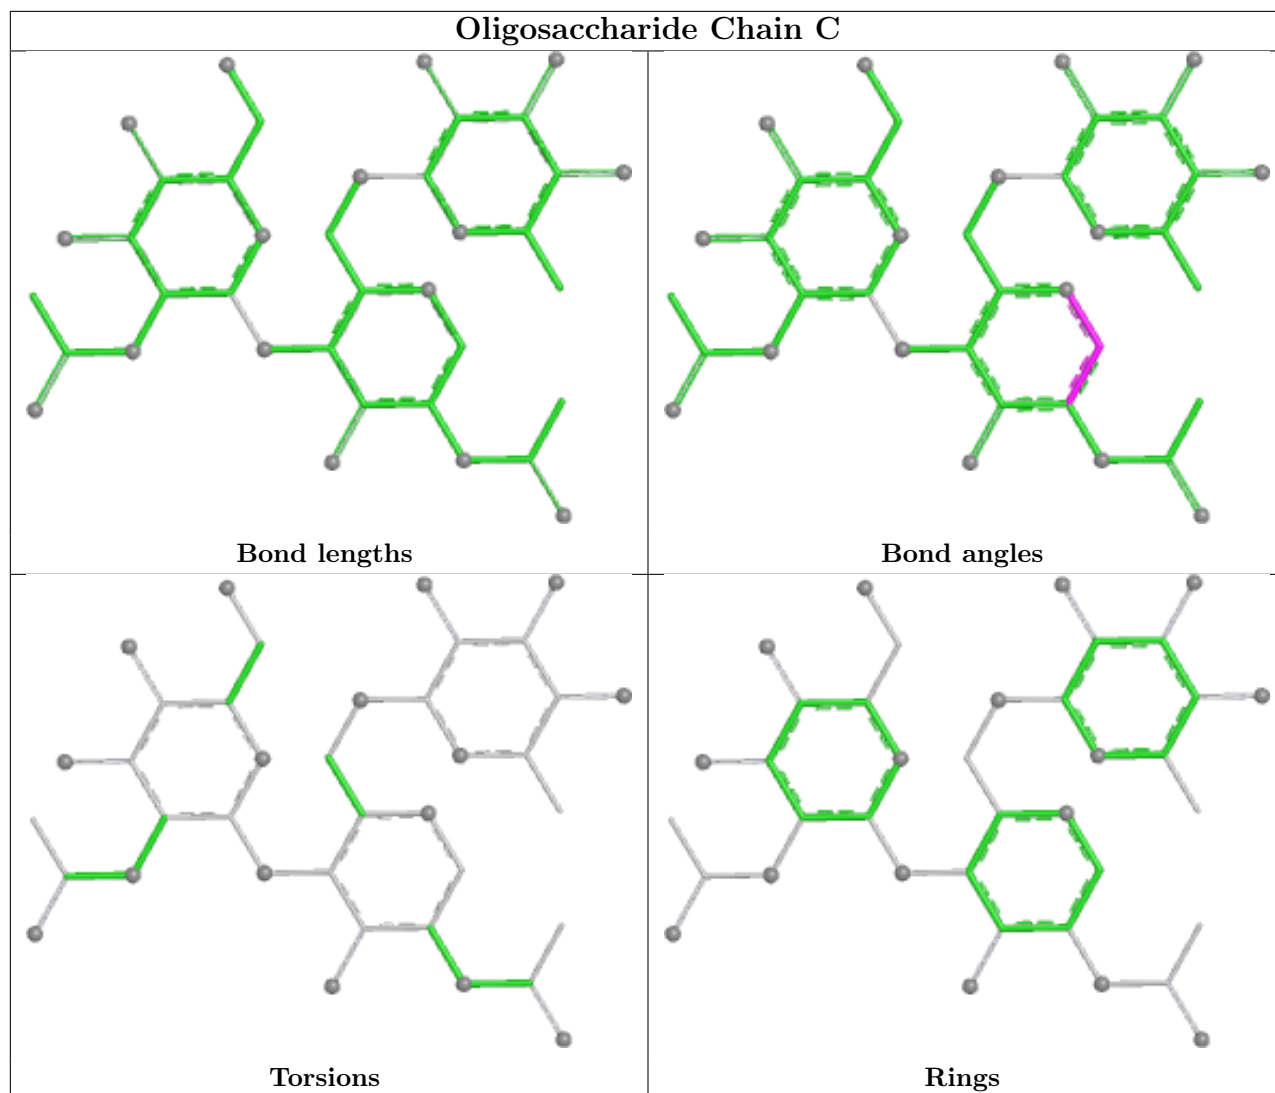 Oligosaccharide Chain C
Bond lengths
Bond angles
Torsions
Rings